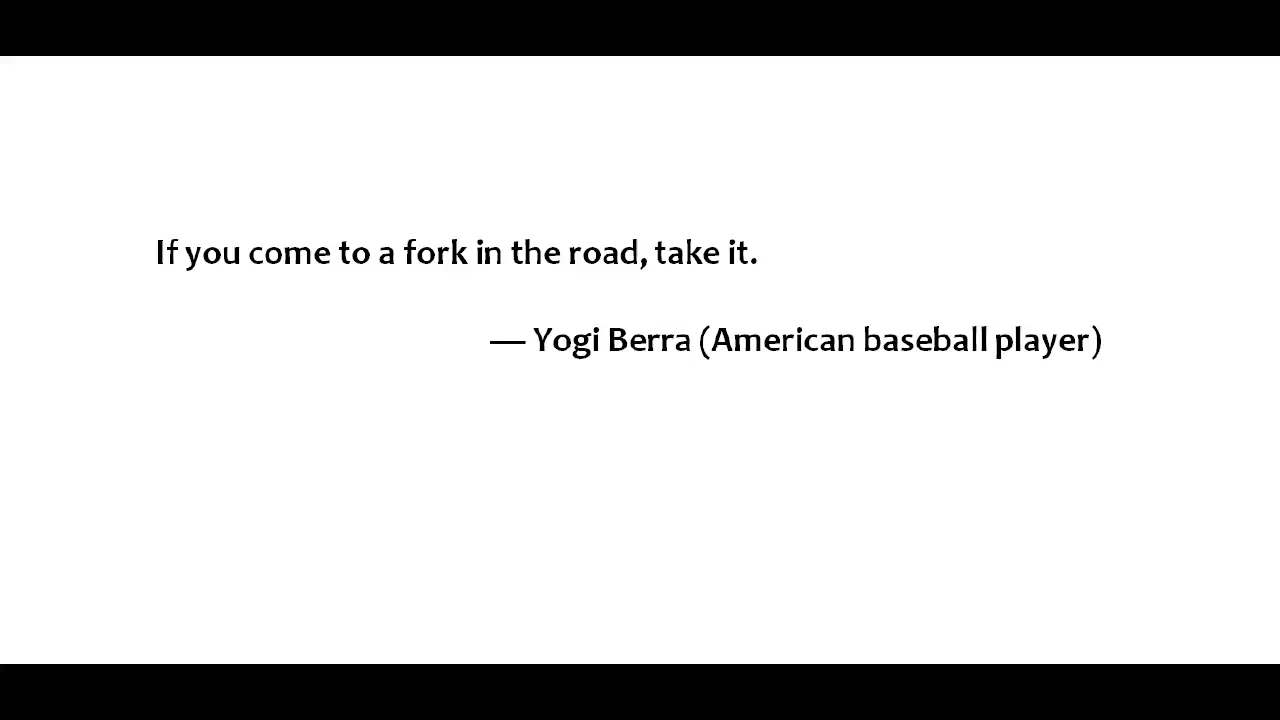 If you come to a fork in the road, take it.
— Yogi Berra (American baseball player)